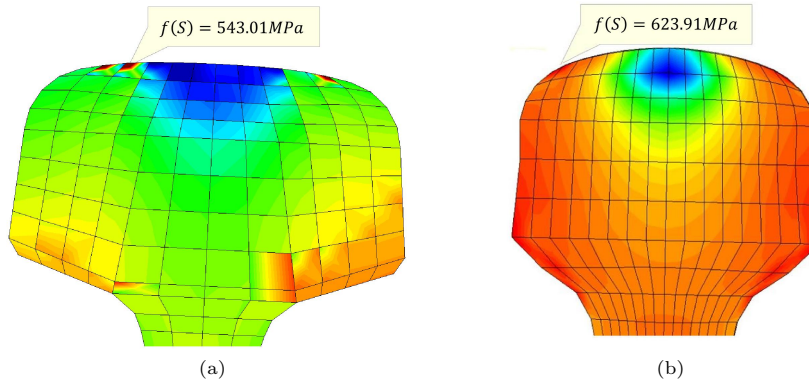 f(S) = 543.01MPa
f(S) = 623.91MPa
(a)
(b)